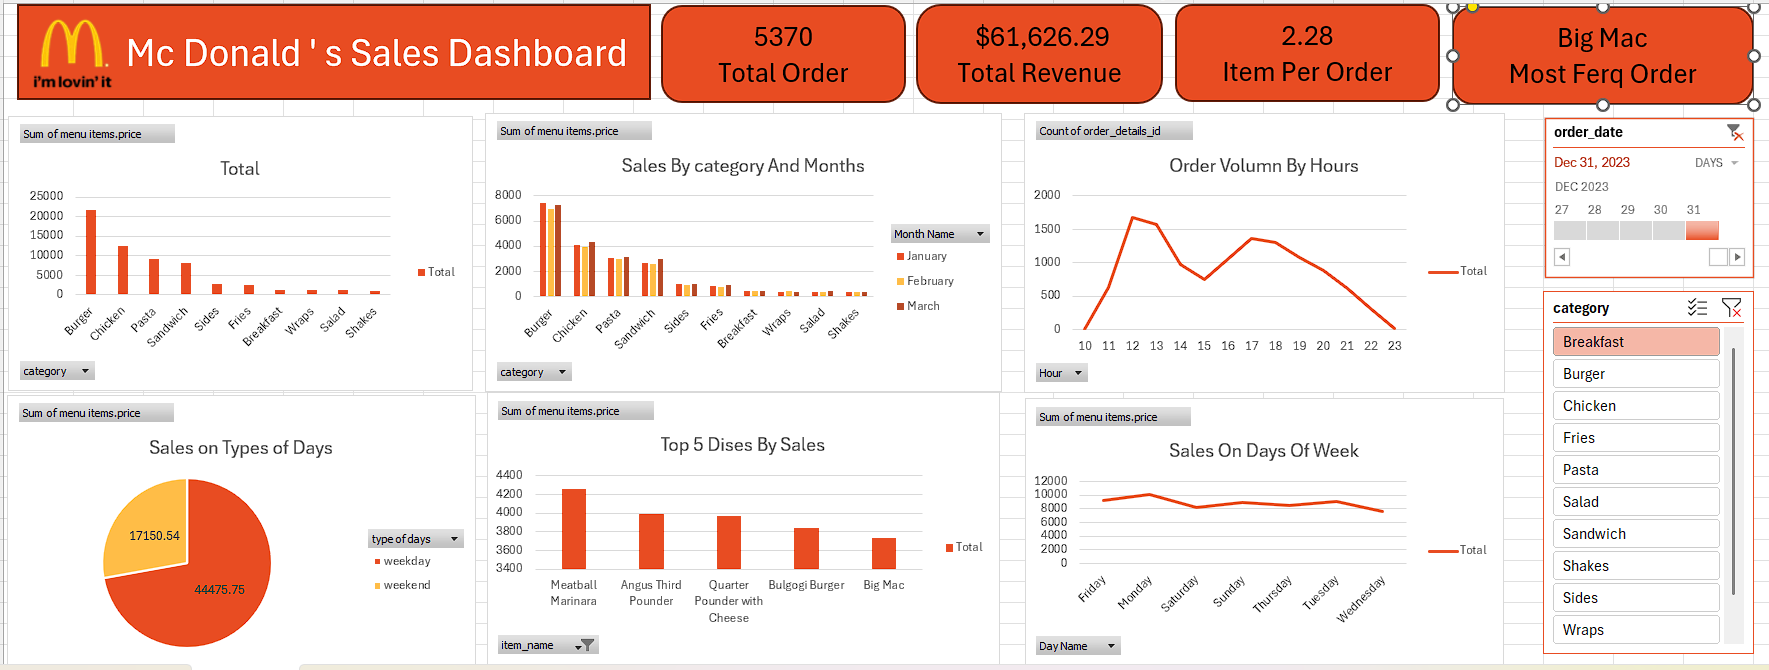 i'm lovin' it
Mc Donald ' s Sales Dashboard
5370
Total Order
$61,626.29
Total Revenue
2.28
Item Per Order
Big Mac
Most Ferq Order
Sum of menu items.price
Total
25000
20000
15000
10000
5000
0
Burger
Chicken
Pasta
Sandwich
Sides
Fries
Breakfast
Wraps
Salad
Shakes
Total
category
Sum of menu items.price
Sales By category And Months
8000
6000
4000
2000
0
Burger
Chicken
Pasta
Sandwich
Sides
Fries
Breakfast
Wraps
Salad
Shakes
Month Name
January
February
March
category
Count of order_details_id
Order Volumn By Hours
2000
1500
1000
500
0
10 11 12 13 14 15 16 17 18 19 20 21 22 23
Total
Hour
order_date
Dec 31, 2023 DAYS
DEC 2023
27 28 29 30 31
category
Breakfast
Burger
Chicken
Fries
Pasta
Salad
Sandwich
Shakes
Sides
Wraps
Sum of menu items.price
Sales on Types of Days
17150.54
44475.75
type of days
weekday
weekend
Sum of menu items.price
Top 5 Dises By Sales
4400
4200
4000
3800
3600
3400
Meatball
Marinara
Angus Third
Pounder
Quarter
Pounder with
Cheese
Bulgogi Burger
Big Mac
Total
item_name
Sum of menu items.price
Sales On Days Of Week
12000
10000
8000
6000
4000
2000
0
Friday
Monday
Saturday
Sunday
Thursday
Tuesday
Wednesday
Total
Day Name